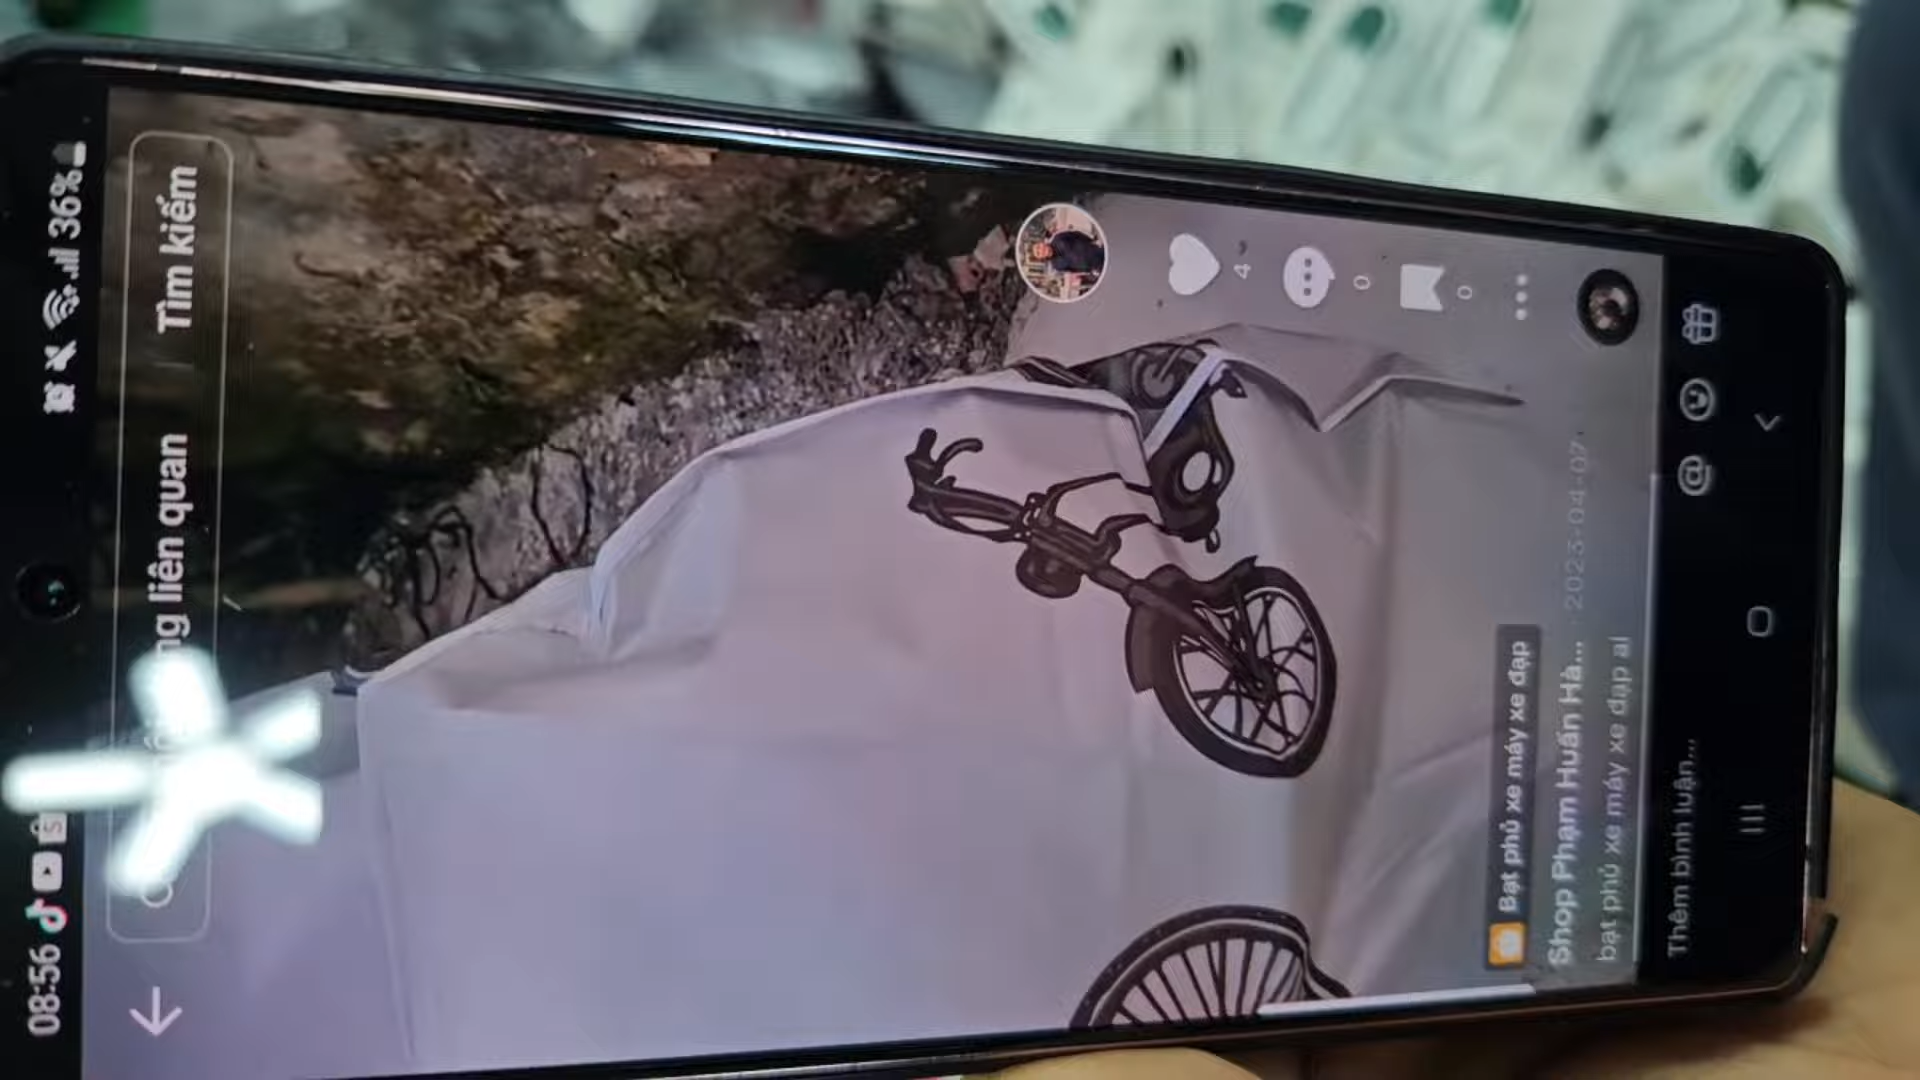 08:56
36%
liên quan
Tìm kiếm
4
0
0
Bạt phủ xe máy xe đạp
Shop Phạm Huấn Hà... · 2023-04-07
bạt phủ xe máy xe đạp ai
Thêm bình luận...
@